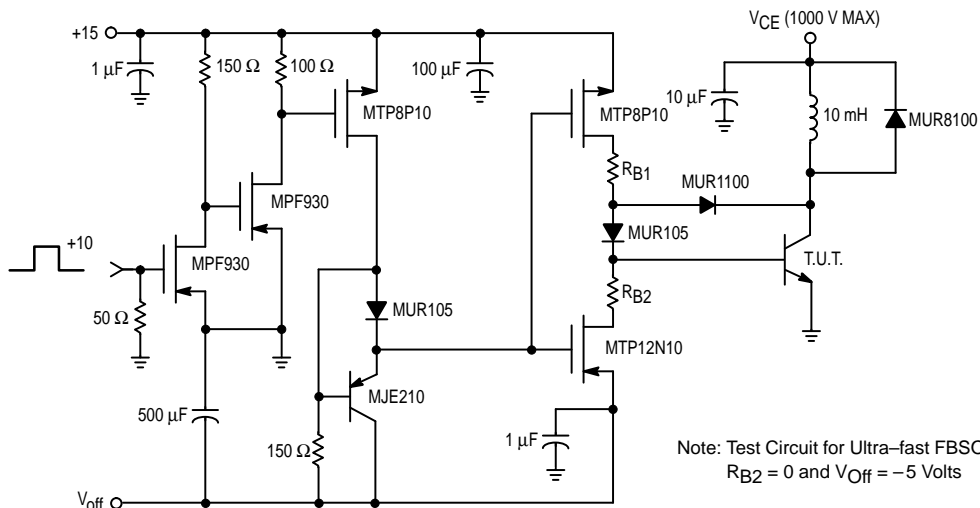 V_CE (1000 V MAX)
+15
1 μF
150 Ω
100 Ω
MTP8P10
100 μF
MTP8P10
10 μF
10 mH
MUR8100
R_B1
MUR1100
MPF930
MUR105
+10
MPF930
T.U.T.
R_B2
50 Ω
MUR105
MTP12N10
500 μF
MJE210
150 Ω
1 μF
Note: Test Circuit for Ultra–fast FBSO
R_B2 = 0 and V_Off = –5 Volts
V_off